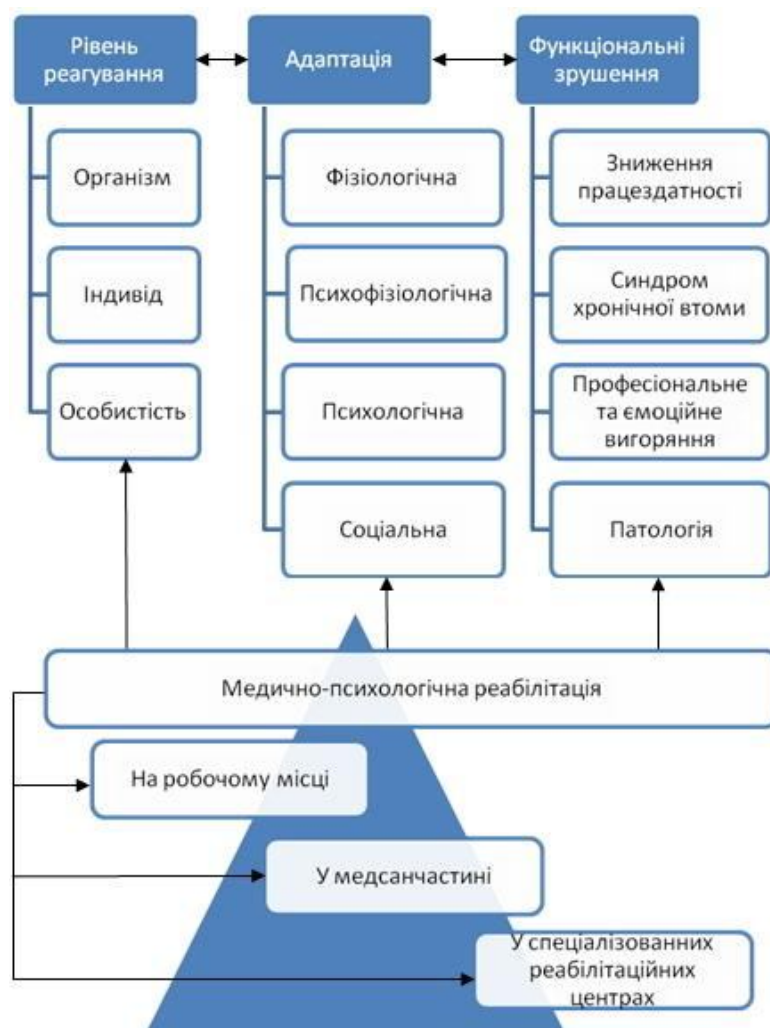 Рівень
реагування
Адаптація
Функціональні
зрушення
Організм
Індивід
Особистість
Фізіологічна
Психофізіологічна
Психологічна
Соціальна
Зниження
працездатності
Синдром
хронічної втоми
Професіональне
та ємоційне
вигоряння
Патологія
Медично-психологічна реабілітація
На робочому місці
У медсанчастині
У спеціалізованних
реабілітаційних
центрах